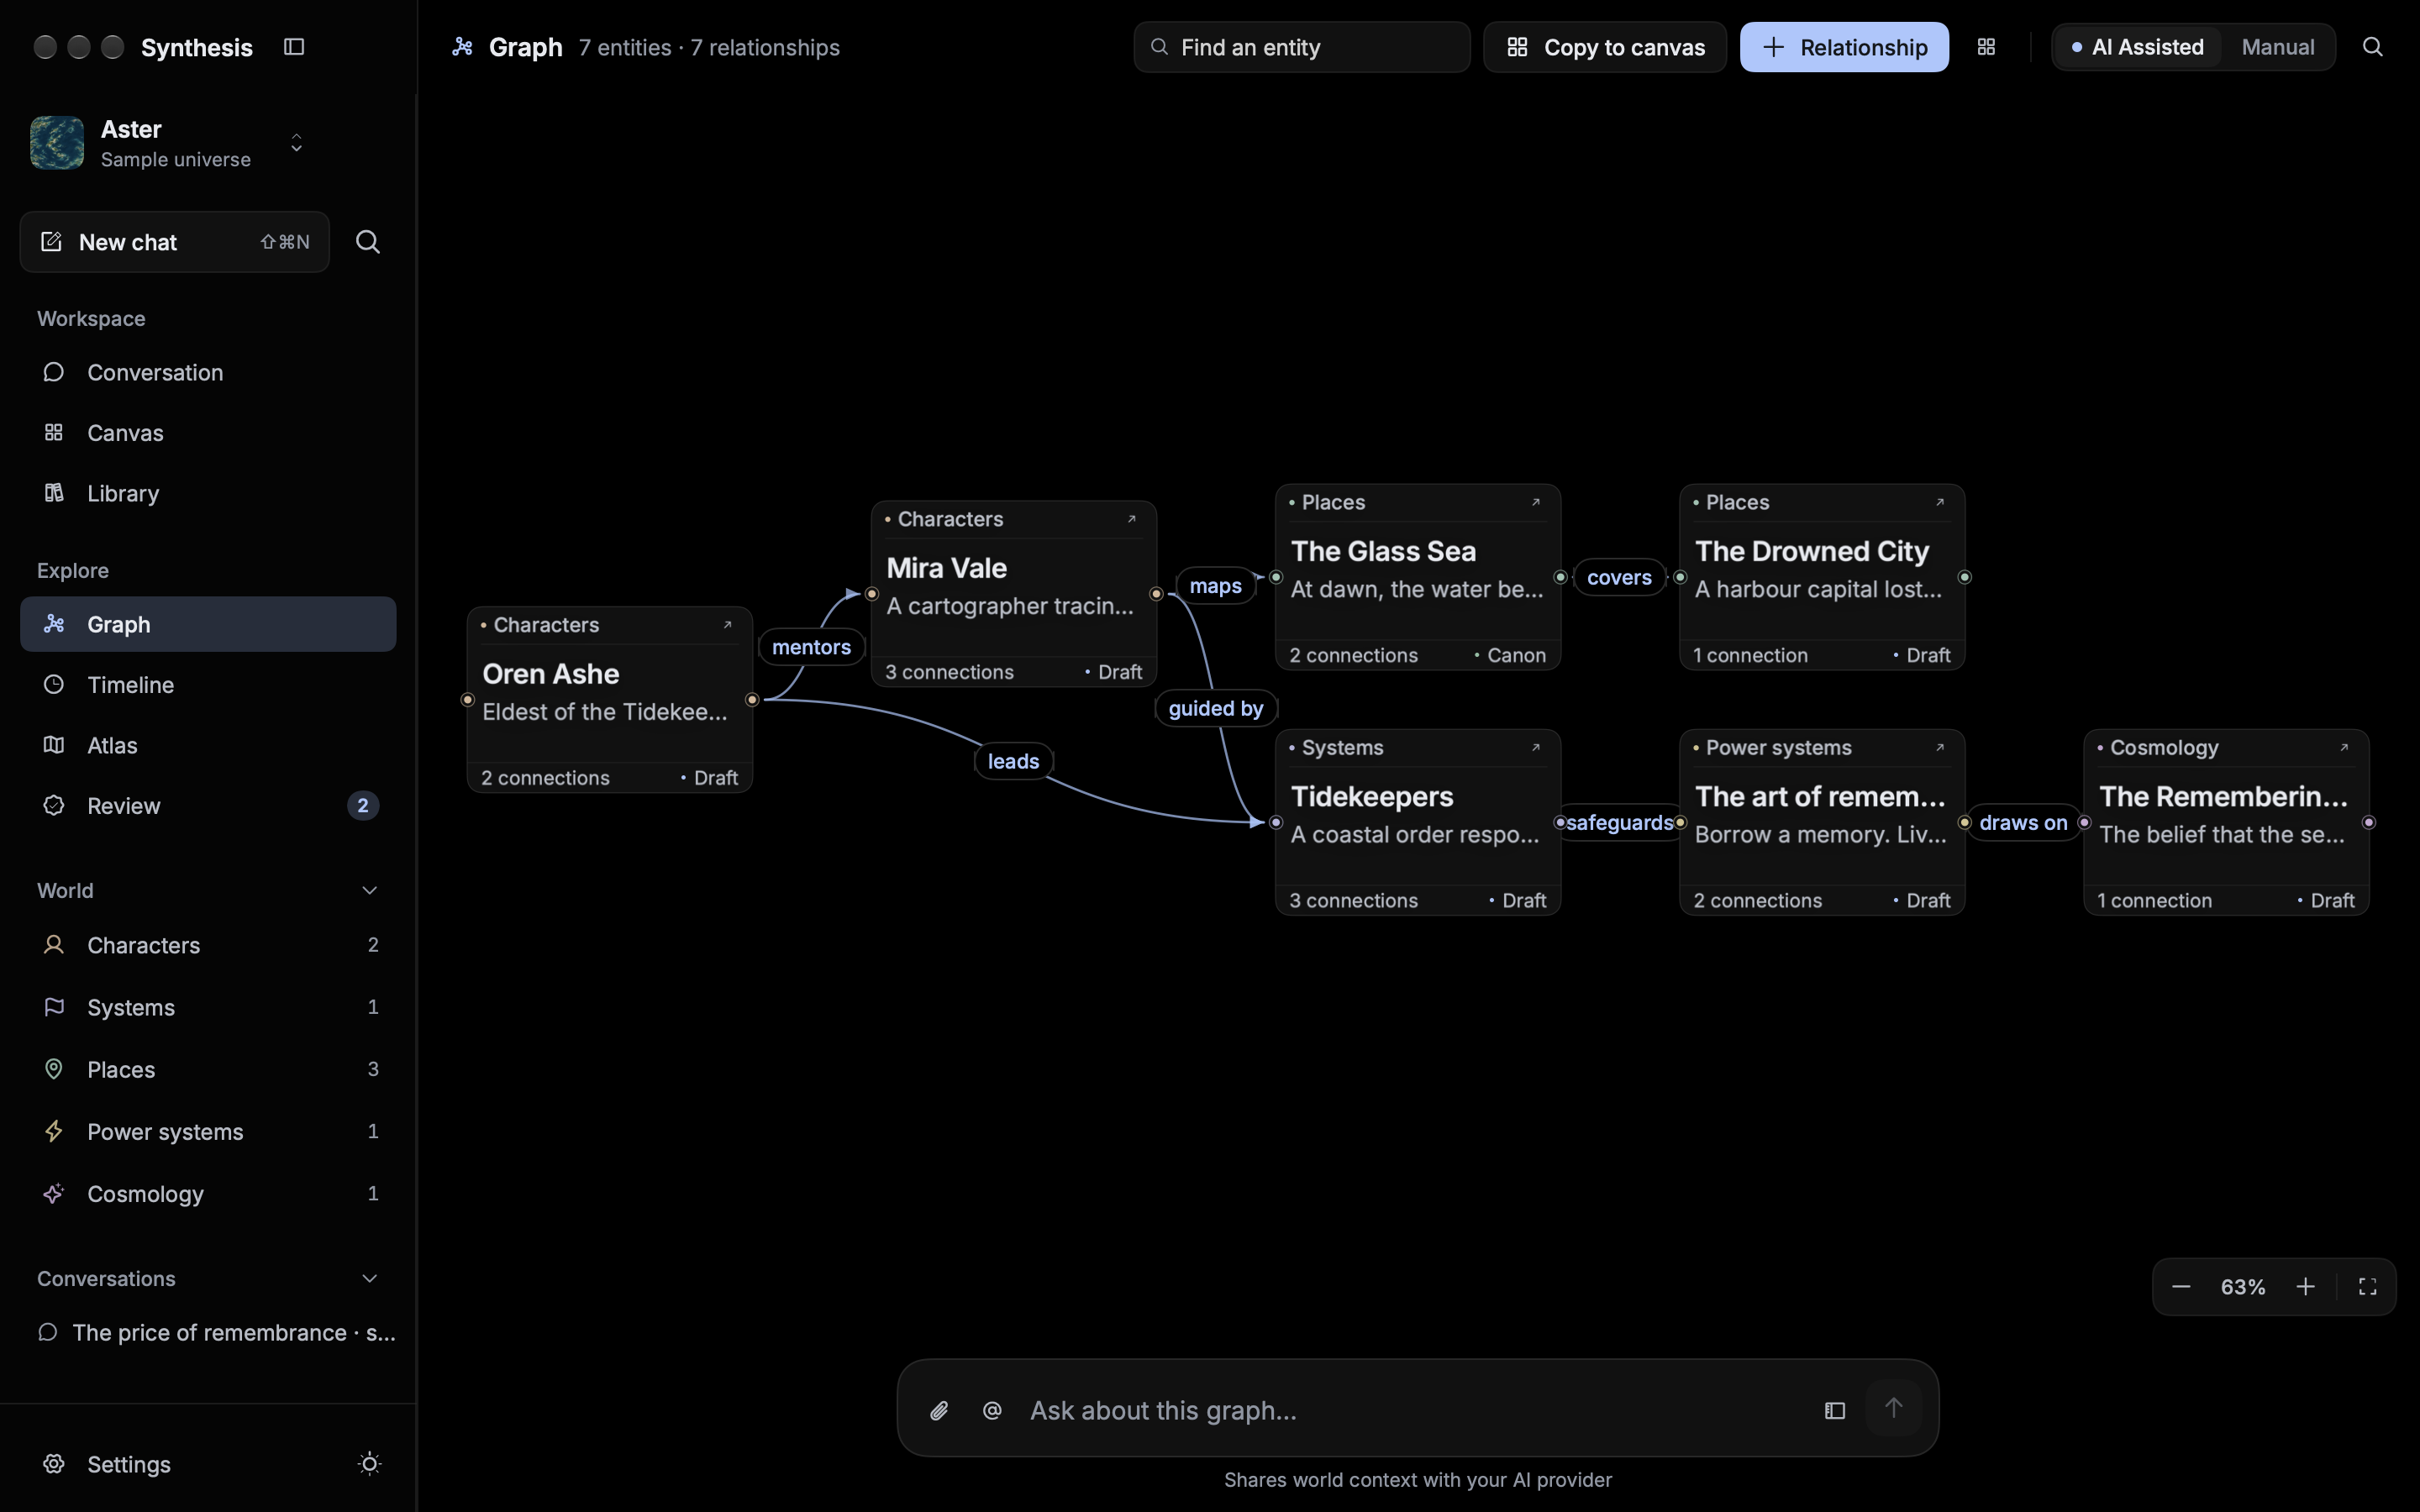 Synthesis
Aster
Sample universe
New chat ⇧⌘N
Workspace
Conversation
Canvas
Library
Explore
Graph
Timeline
Atlas
Review 2
World
Characters 2
Systems 1
Places 3
Power systems 1
Cosmology 1
Conversations
The price of remembrance · s...
Settings
Graph 7 entities · 7 relationships
Find an entity
Copy to canvas
Relationship
AI Assisted
Manual
Characters
Oren Ashe
Eldest of the Tidekee...
2 connections • Draft
mentors
leads
Characters
Mira Vale
A cartographer tracin...
3 connections • Draft
maps
guided by
Places
The Glass Sea
At dawn, the water be...
2 connections • Canon
covers
Places
The Drowned City
A harbour capital lost...
1 connection • Draft
Systems
Tidekeepers
A coastal order respo...
3 connections • Draft
safeguards
Power systems
The art of remem...
Borrow a memory. Liv...
2 connections • Draft
draws on
Cosmology
The Rememberin...
The belief that the se...
1 connection • Draft
63%
@ Ask about this graph...
Shares world context with your AI provider